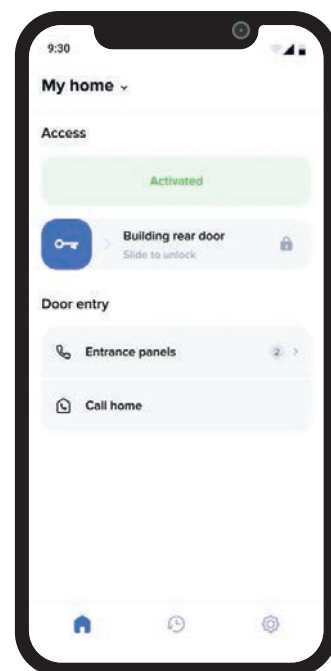 9:30
My home
Access
Activated
Building rear door
Slide to unlock
Door entry
Entrance panels
2
Call home